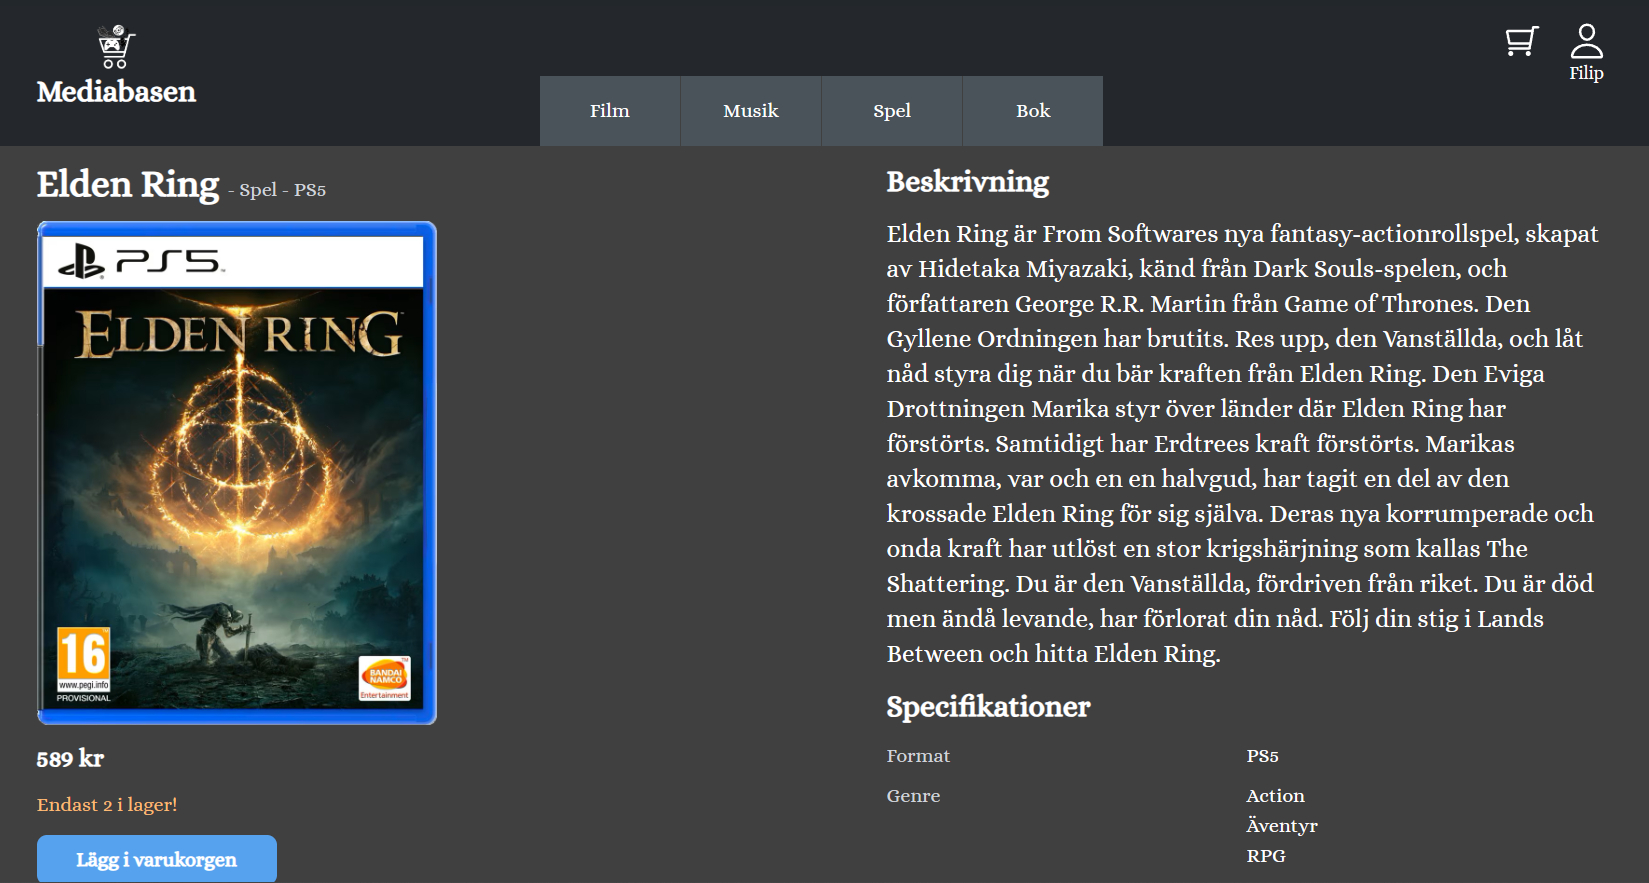 Mediabasen
Filip
Film
Musik
Spel
Bok
Elden Ring - Spel - PS5
PS5
ELDEN RING
16
www.pegi.info
PROVISIONAL
BANDAI
NAMCO
Entertainment
589 kr
Endast 2 i lager!
Lägg i varukorgen
Beskrivning
Elden Ring är From Softwares nya fantasy-actionrollspel, skapat
av Hidetaka Miyazaki, känd från Dark Souls-spelen, och
författaren George R.R. Martin från Game of Thrones. Den
Gyllene Ordningen har brutits. Res upp, den Vanställda, och låt
nåd styra dig när du bär kraften från Elden Ring. Den Eviga
Drottningen Marika styr över länder där Elden Ring har
förstörts. Samtidigt har Erdtrees kraft förstörts. Marikas
avkomma, var och en en halvgud, har tagit en del av den
krossade Elden Ring för sig själva. Deras nya korrumperade och
onda kraft har utlöst en stor krigshärjning som kallas The
Shattering. Du är den Vanställda, fördriven från riket. Du är död
men ändå levande, har förlorat din nåd. Följ din stig i Lands
Between och hitta Elden Ring.
Specifikationer
Format PS5
Genre Action
Äventyr
RPG